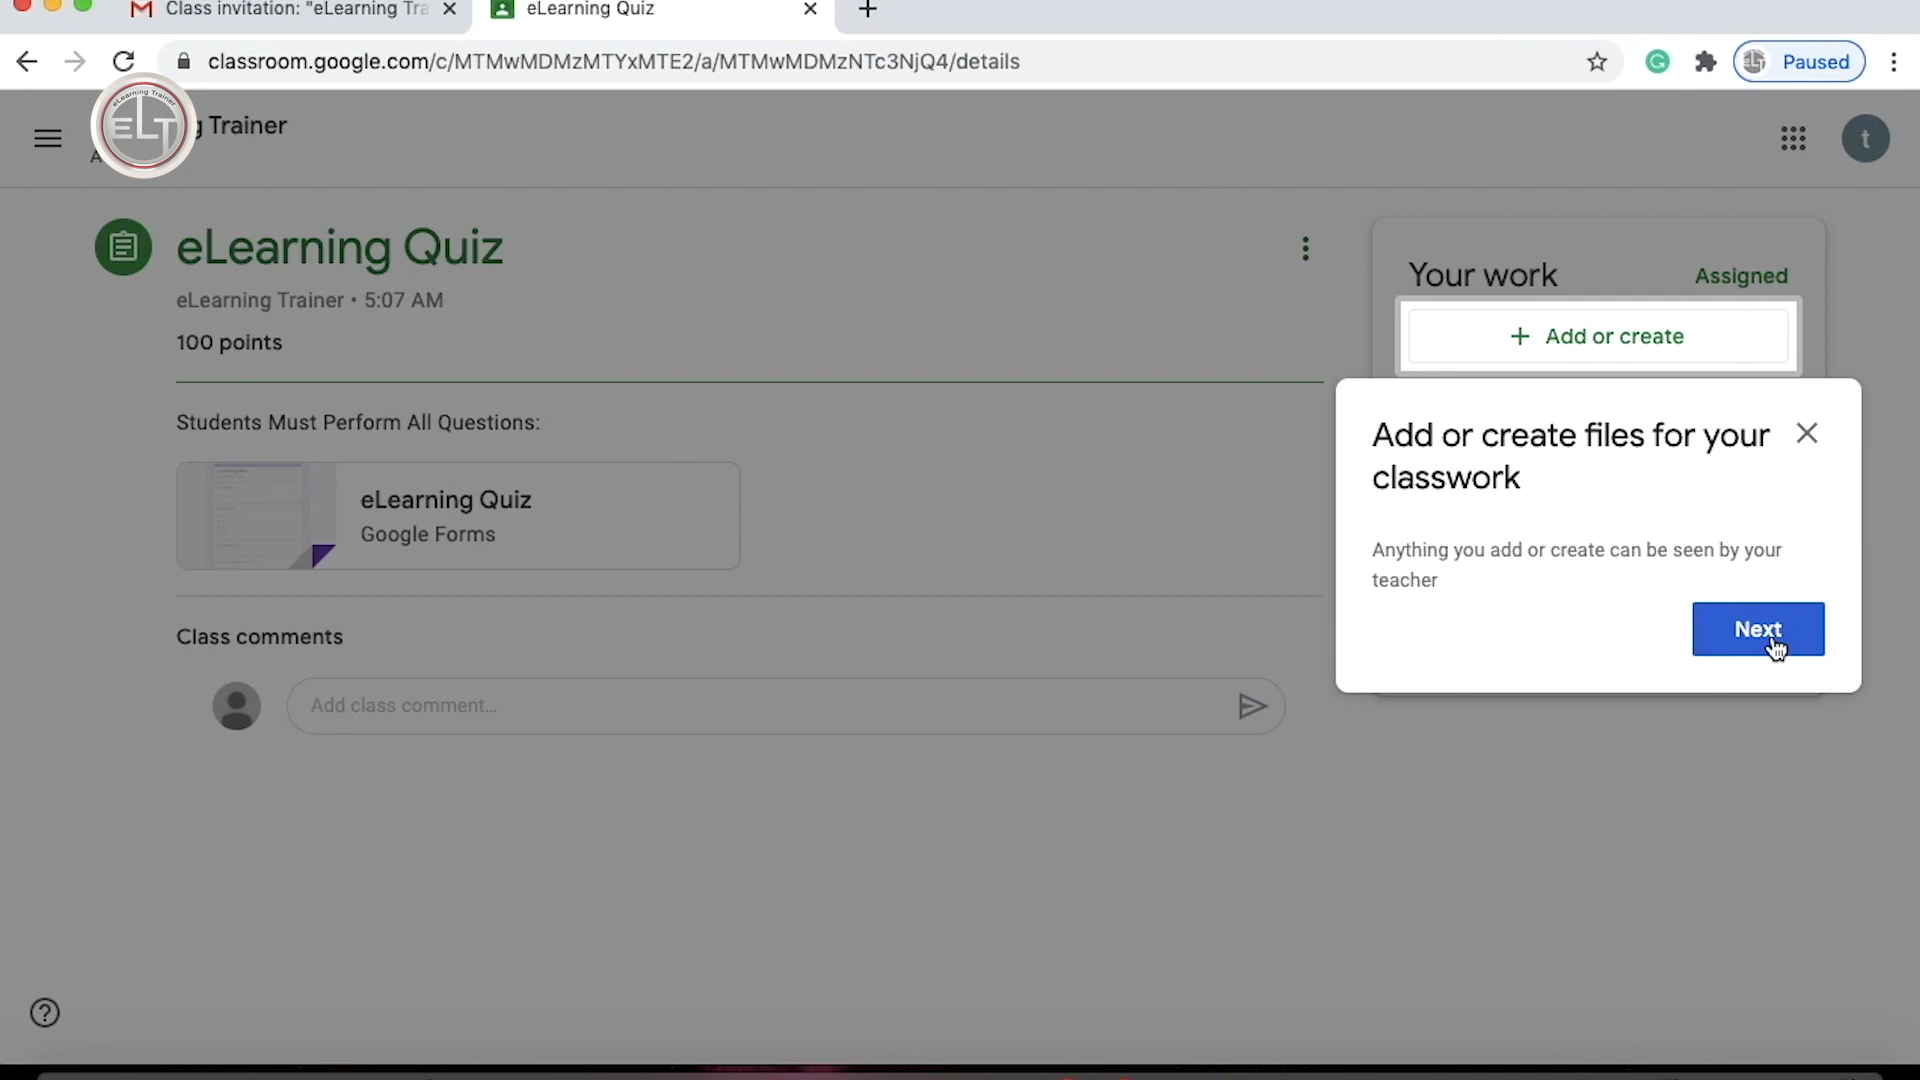 Class invitation: "eLearning Tra
eLearning Quiz
classroom.google.com/c/MTMwMDMzMTYxMTE2/a/MTMwMDMzNTc3NjQ4/details
Paused
eLearning Trainer
ELT
g Trainer
t
eLearning Quiz
eLearning Trainer • 5:07 AM
100 points
Your work
Assigned
+ Add or create
Students Must Perform All Questions:
eLearning Quiz
Google Forms
Add or create files for your
classwork
Anything you add or create can be seen by your
teacher
Next
Class comments
Add class comment...